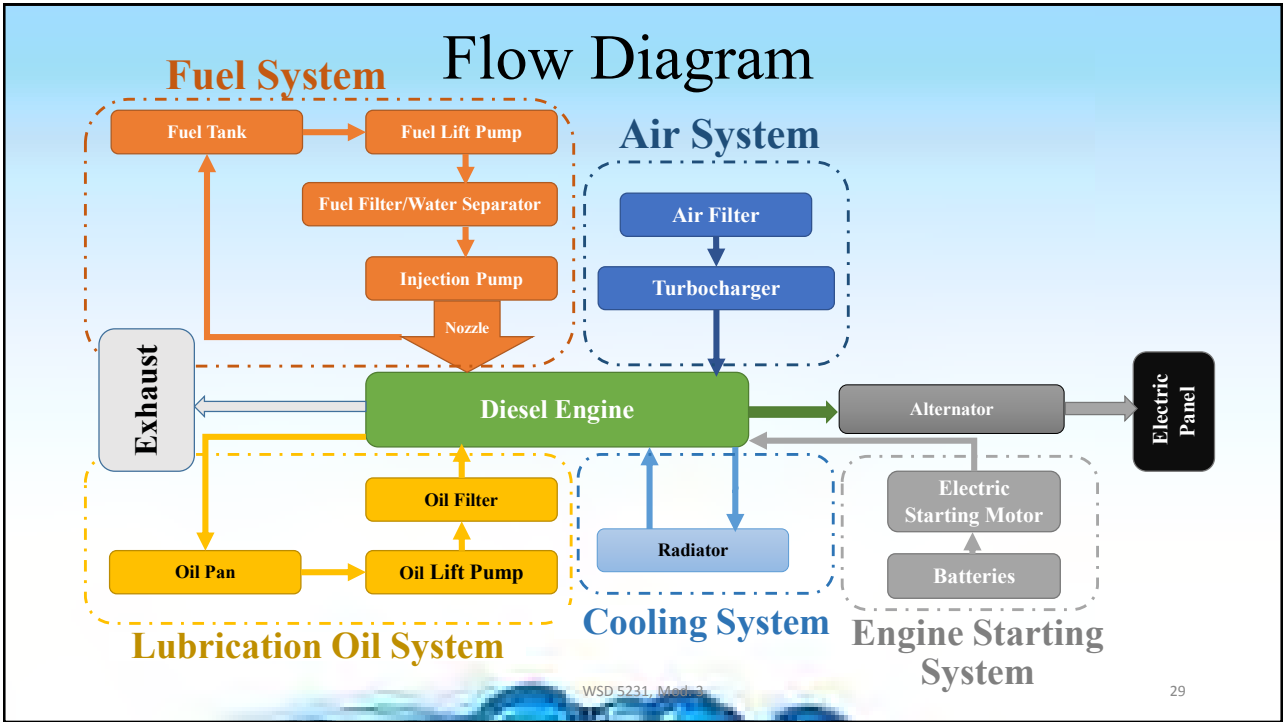 Flow Diagram
Fuel System
Fuel Tank
Fuel Lift Pump
Fuel Filter/Water Separator
Injection Pump
Nozzle
Air System
Air Filter
Turbocharger
Exhaust
Diesel Engine
Alternator
Electric
Panel
Oil Filter
Oil Pan
Oil Lift Pump
Lubrication Oil System
Radiator
Cooling System
Electric
Starting Motor
Batteries
Engine Starting
System
WSD 5231, Mod. 2
29